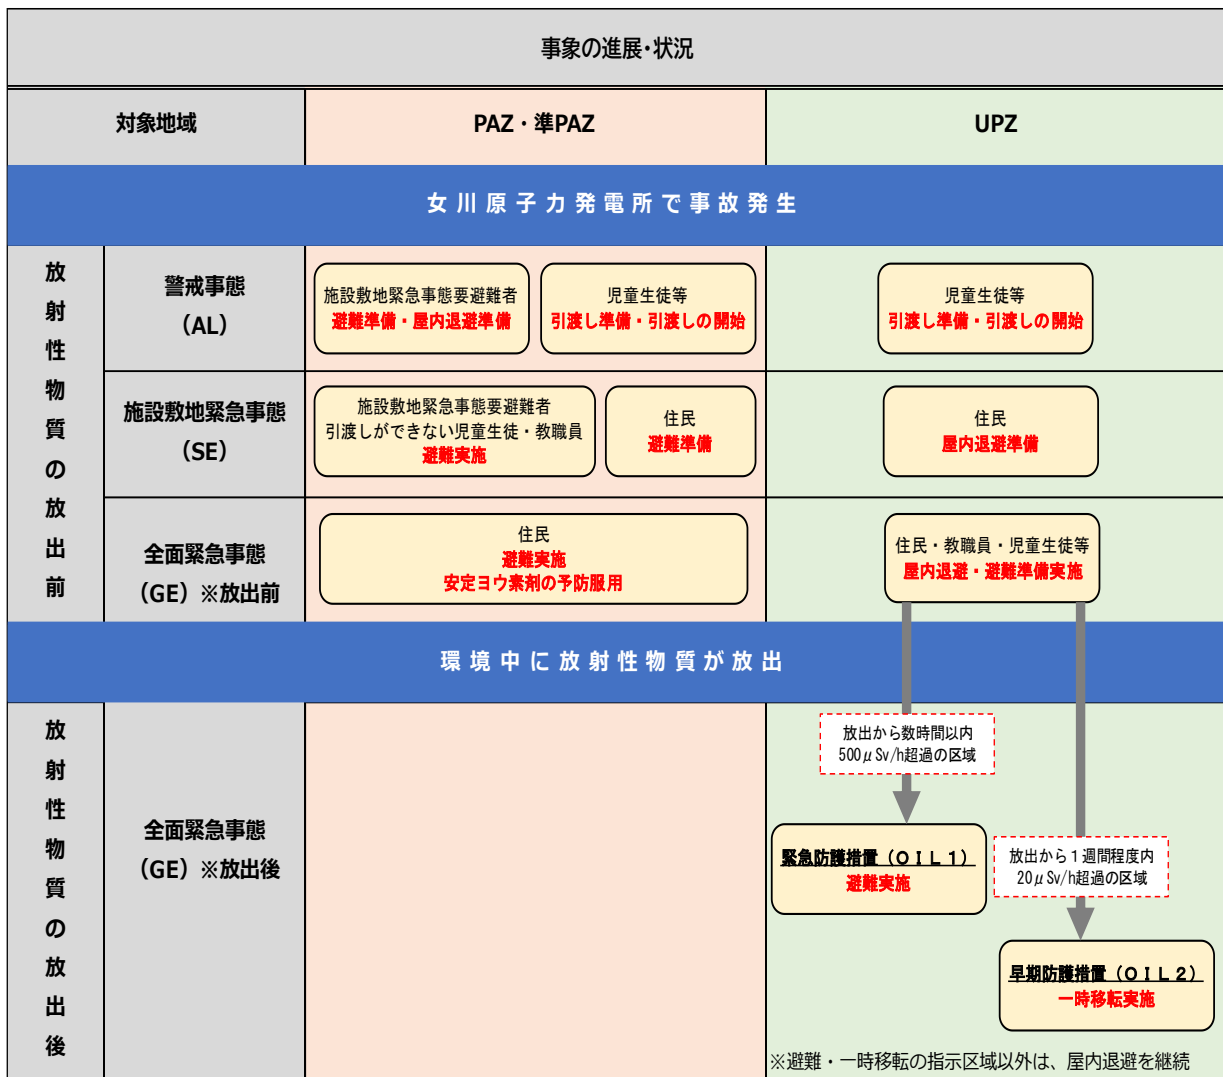 事象の進展・状況
対象地域
PAZ・準PAZ
UPZ
女川原子力発電所で事故発生
放射性物質の放出前
警戒事態
（AL）
施設敷地緊急事態要避難者
避難準備・屋内退避準備
児童生徒等
引渡し準備・引渡しの開始
児童生徒等
引渡し準備・引渡しの開始
施設敷地緊急事態
（SE）
施設敷地緊急事態要避難者
引渡しができない児童生徒・教職員
避難実施
住民
避難準備
住民
屋内退避準備
全面緊急事態
（GE）※放出前
住民
避難実施
安定ヨウ素剤の予防服用
住民・教職員・児童生徒等
屋内退避・避難準備実施
環境中に放射性物質が放出
放射性物質の放出後
全面緊急事態
（GE）※放出後
放出から数時間以内
500μSv/h超過の区域
緊急防護措置（ＯＩＬ１）
避難実施
放出から１週間程度内
20μSv/h超過の区域
早期防護措置（ＯＩＬ２）
一時移転実施
※避難・一時移転の指示区域以外は、屋内退避を継続